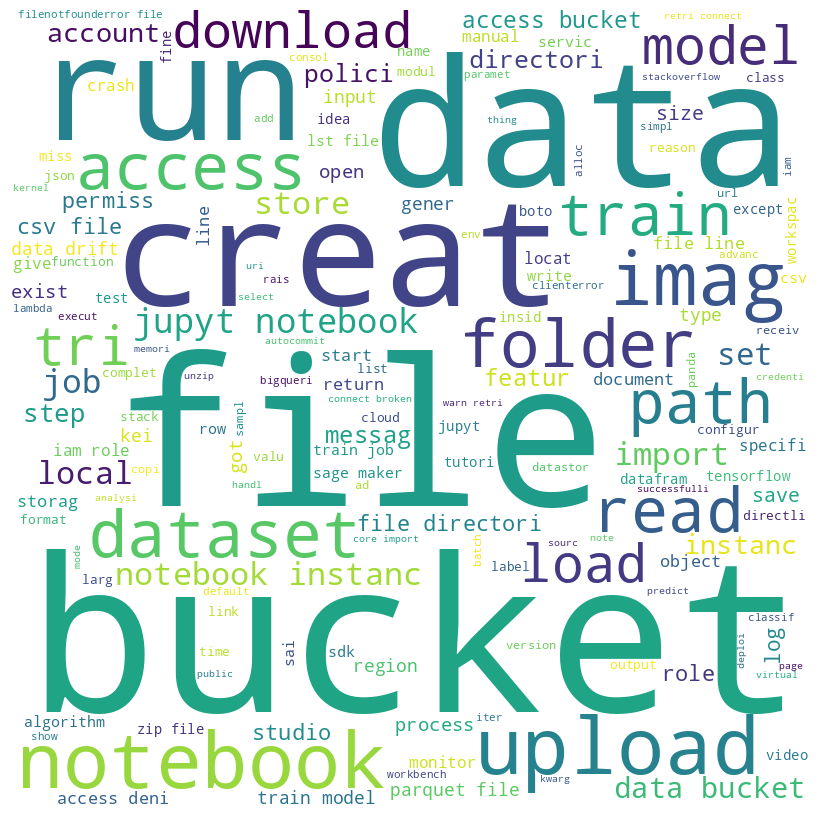 filenotfounderror file
account
download
access bucket
retri connect
manual
servic
name
fine
consol
model
run
data
crash
polici
modul
directori
paramet
stackoverflow
class
input
idea
lst file
add
thing
size
simpl
reason
alloc
iam
miss
json
kernel
access
open
permiss
store
gener
boto
train
url
except
workspac
csv file
line
creat
data drift
give
function
locat
write
file line
advanc
env
clienterror
imag
csv
exist
test
uri
rais
select
lambda
execut
jupyt notebook
insid
type
receiv
tri
memori
autocommit
folder
set
job
complet
unzip
bigqueri
start
list
return
connect broken
featur
document
panda
credenti
warn retri
path
step
stack
row
sampl
cloud
messag
jupyt
configur
kei
got
iam role
copi
valu
train job
sage maker
tutori
datastor
import
specifi
local
file
analysi
handl
ad
datafram
tensorflow
successfulli
storag
format
read
save
directli
dataset
file directori
core import
sourc
note
instanc
mode
larg
notebook instanc
batch
label
load
object
default
link
predict
bucket
time
public
sai
sdk
region
version
output
role
deploi
classif
log
page
virtual
algorithm
show
zip file
studio
process
iter
notebook
monitor
workbench
upload
kwarg
video
access deni
train model
parquet file
data bucket